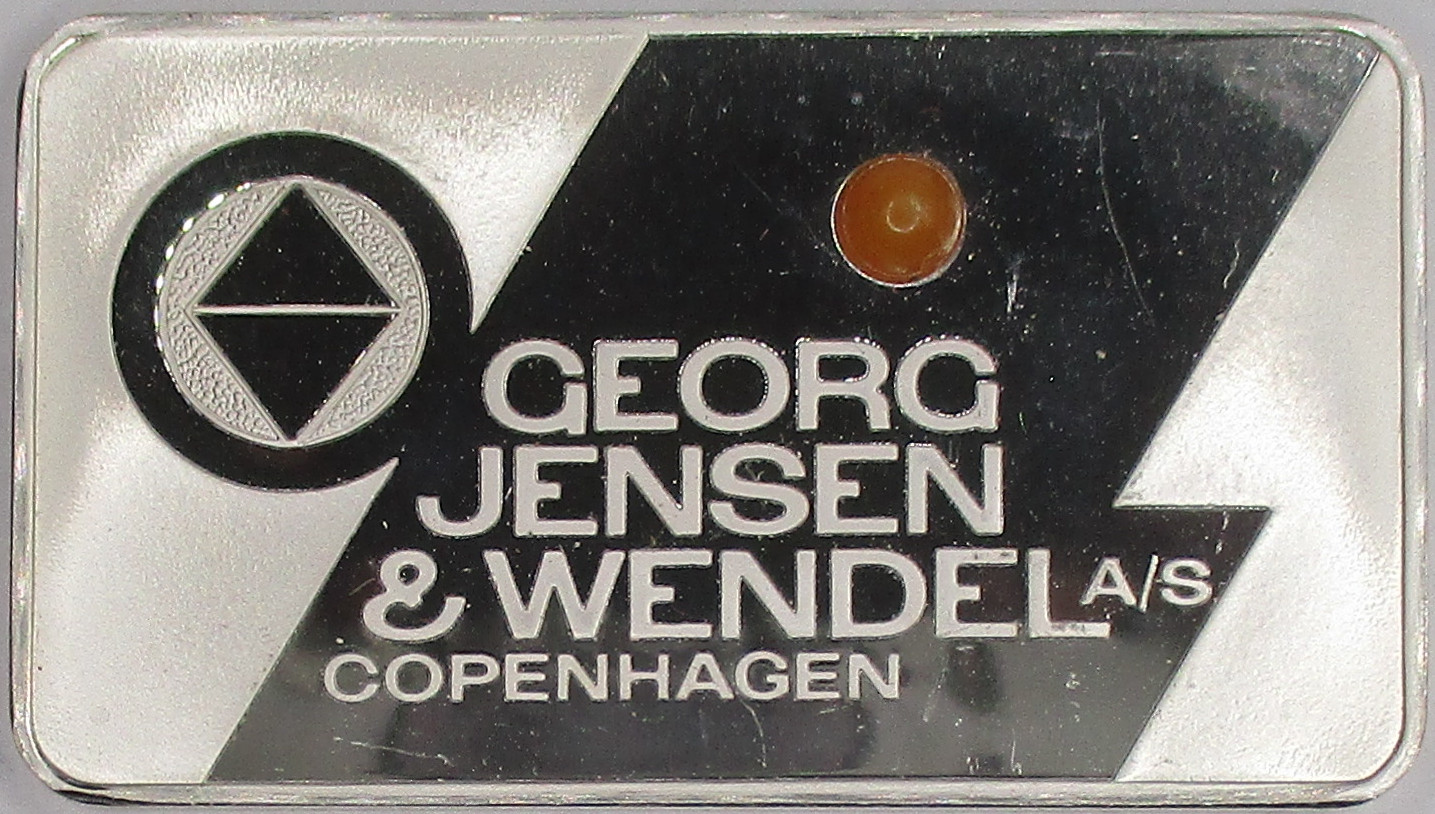 GEORG
JENSEN
& WENDEL A/S
COPENHAGEN